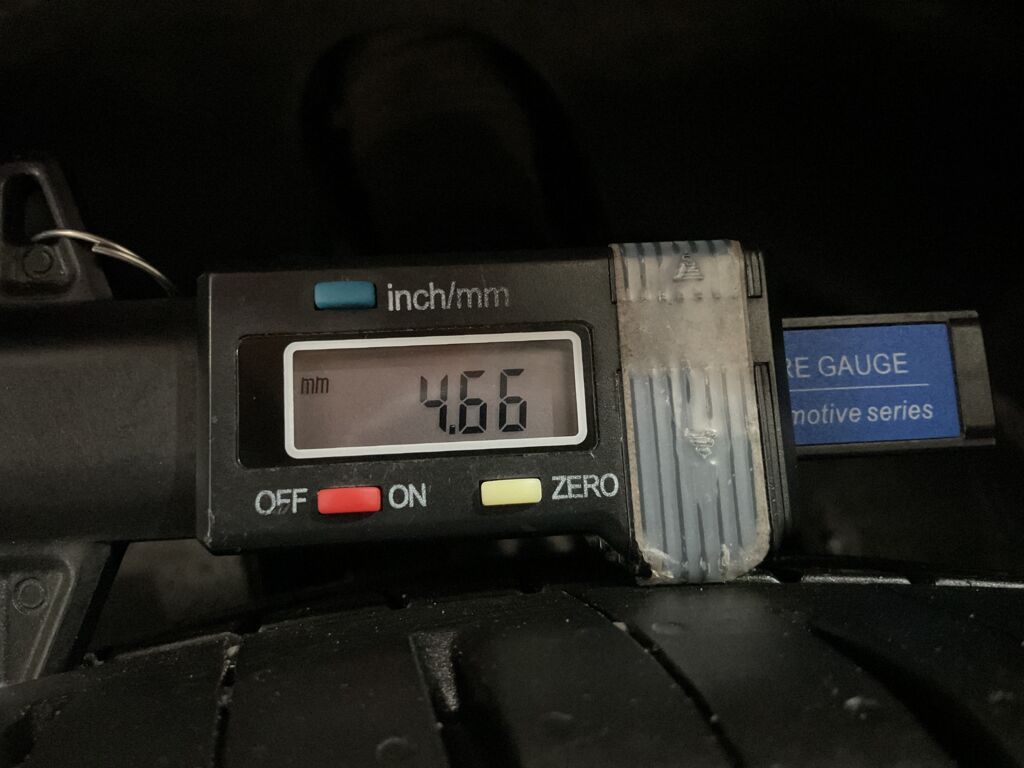 inch/mm
mm
4.66
OFF ON ZERO
RE GAUGE
motive series